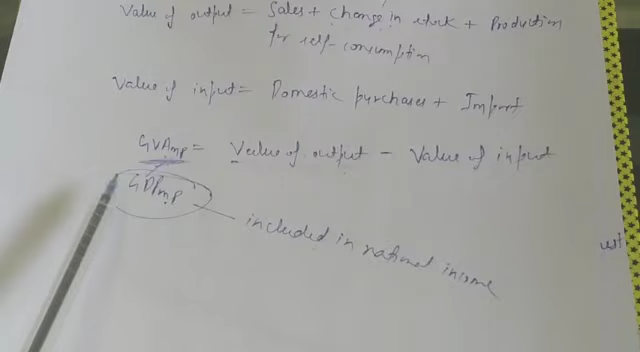 Value of output = Sales + Change in stock + Production
for self-consumption
Value of input = Domestic purchases + Import
GVAmp = Value of output - Value of input
GDPmp
included in national income